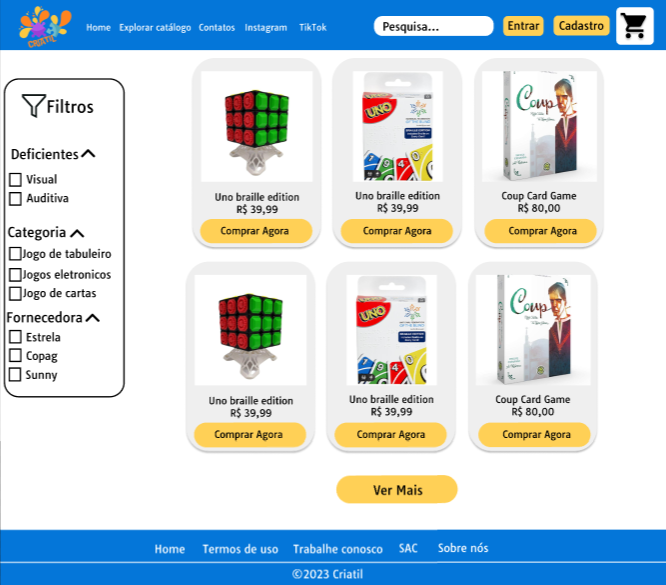 CRIATIL
Home Explorar catálogo Contatos Instagram TikTok Pesquisa... Entrar Cadastro
Filtros
Deficientes
Visual
Auditiva
Categoria
Jogo de tabuleiro
Jogos eletronicos
Jogo de cartas
Fornecedora
Estrela
Copag
Sunny
UNO
Coup
Uno braille edition
R$ 39,99
Comprar Agora
Uno braille edition
R$ 39,99
Comprar Agora
Coup Card Game
R$ 80,00
Comprar Agora
UNO
Coup
Uno braille edition
R$ 39,99
Comprar Agora
Uno braille edition
R$ 39,99
Comprar Agora
Coup Card Game
R$ 80,00
Comprar Agora
Ver Mais
Home Termos de uso Trabalhe conosco SAC Sobre nós
©2023 Criatil